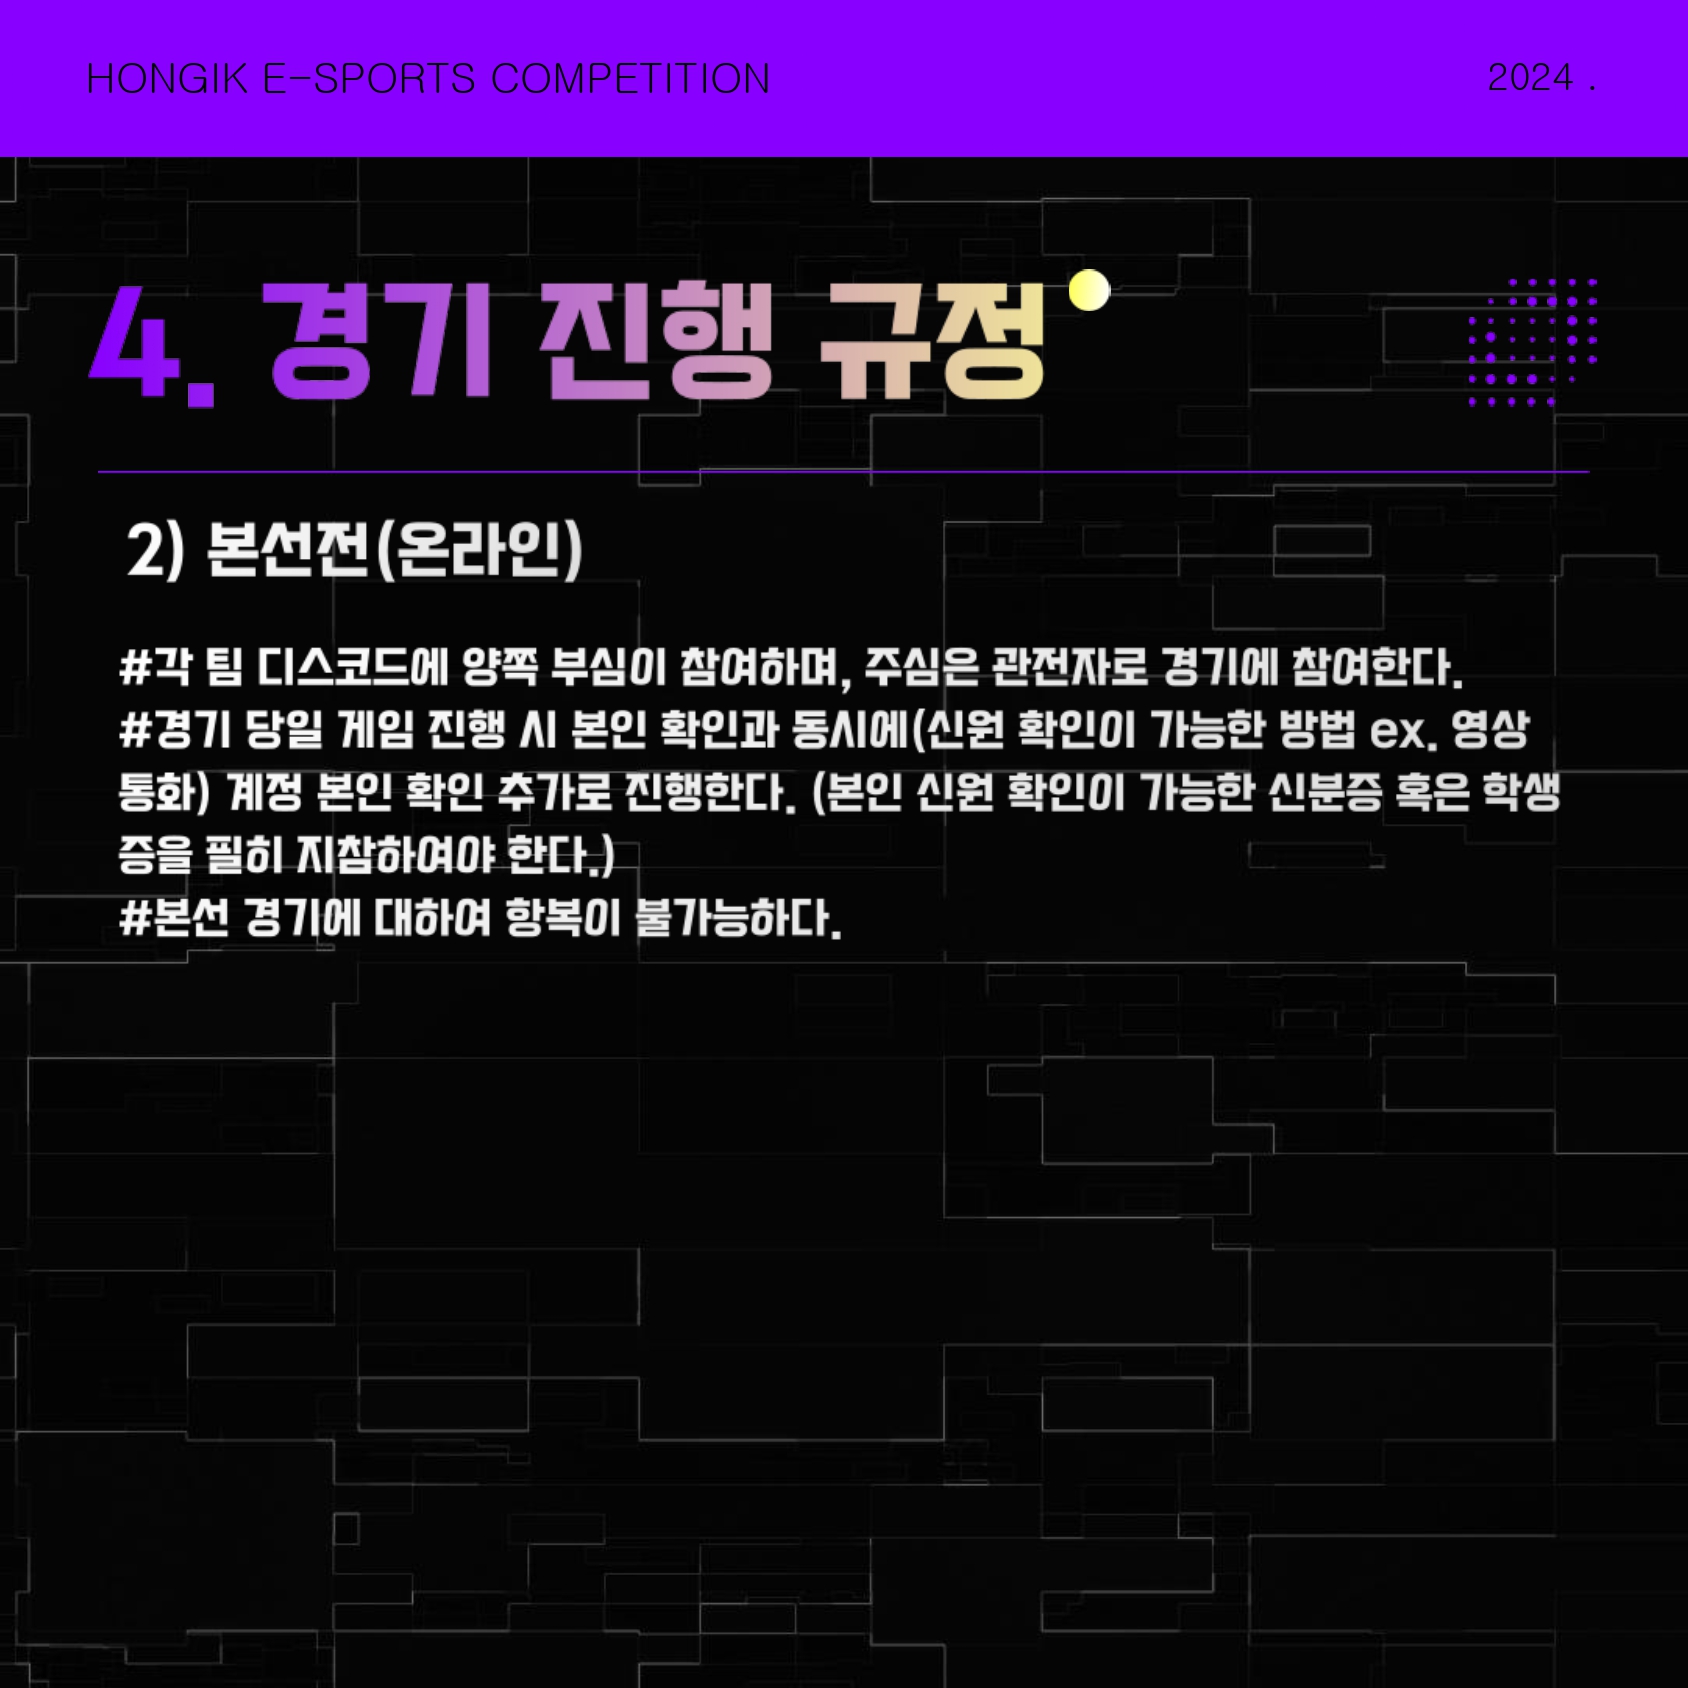 HONGIK E-SPORTS COMPETITION
2024 .
4. 경기 진행 규정
2) 본선전(온라인)
#각 팀 디스코드에 양쪽 부심이 참여하며, 주심은 관전자로 경기에 참여한다.
#경기 당일 게임 진행 시 본인 확인과 동시에(신원 확인이 가능한 방법 ex. 영상
통화) 계정 본인 확인 추가로 진행한다. (본인 신원 확인이 가능한 신분증 혹은 학생
증을 필히 지참하여야 한다.)
#본선 경기에 대하여 항복이 불가능하다.